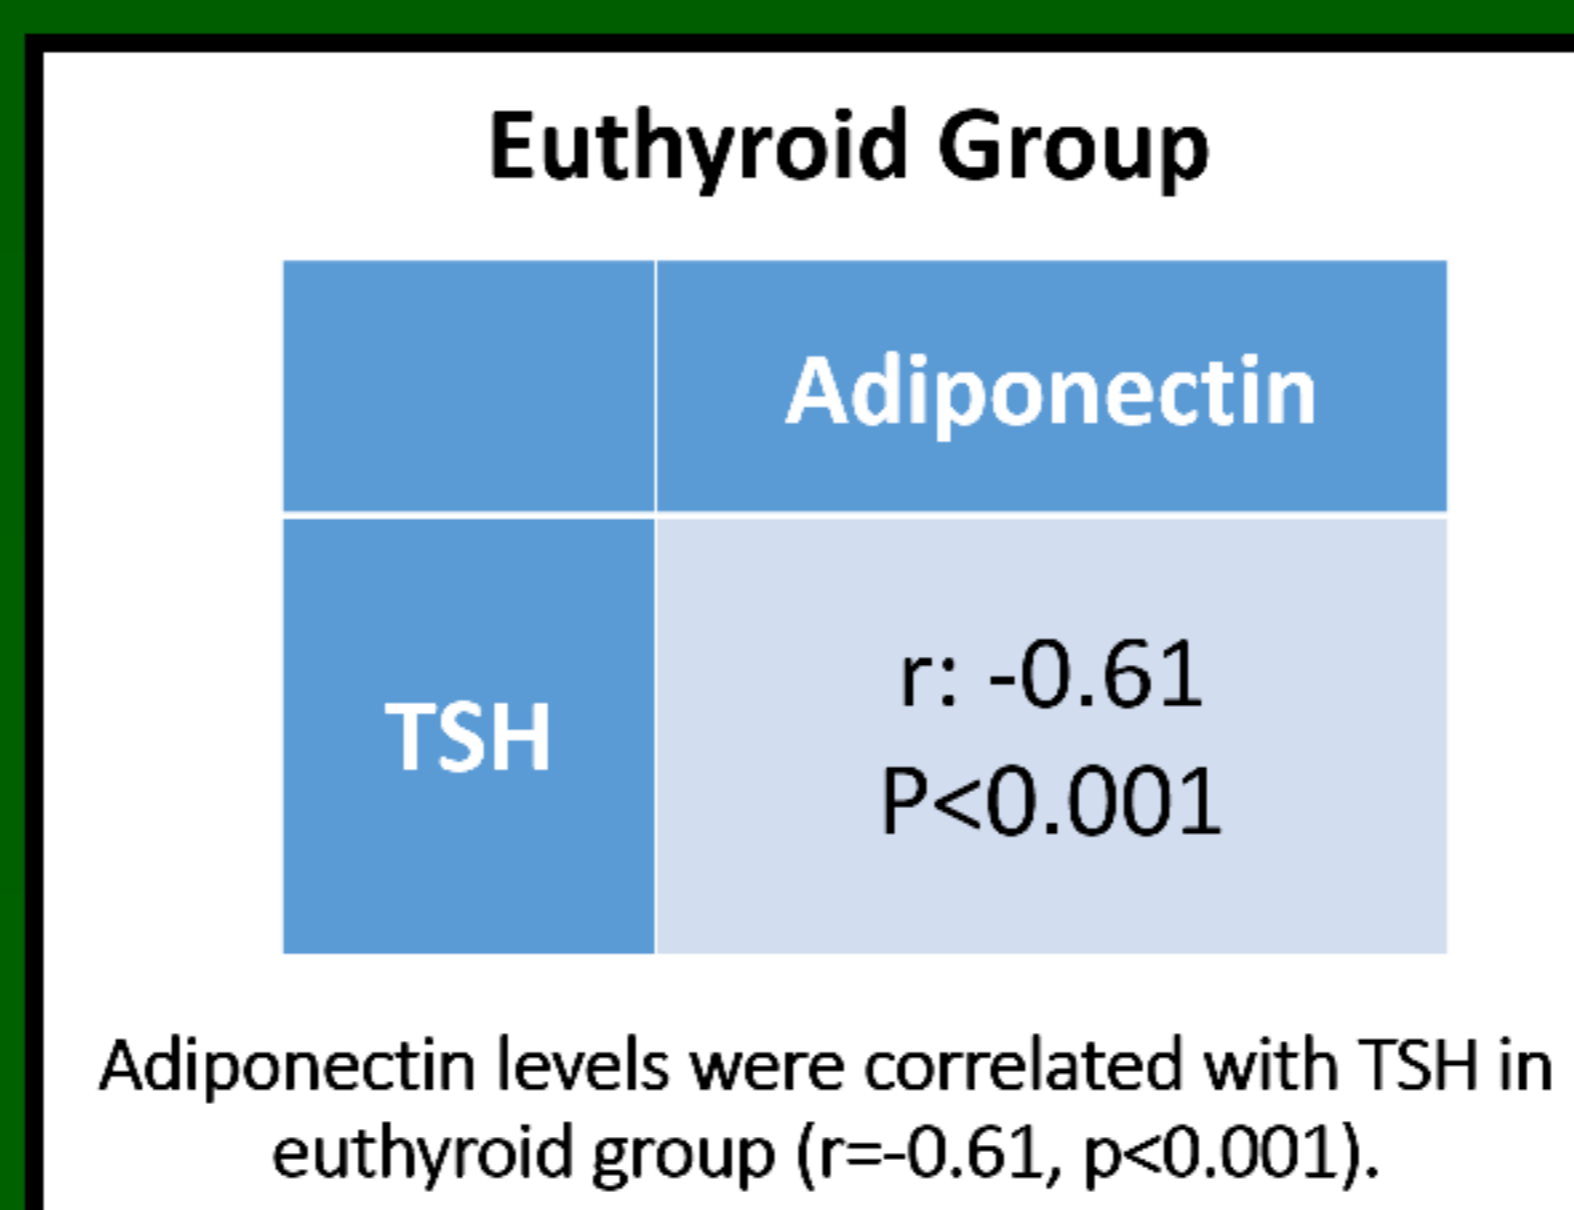 Euthyroid Group
Adiponectin
TSH
r: -0.61
P<0.001
Adiponectin levels were correlated with TSH in
euthyroid group (r=-0.61, p<0.001).